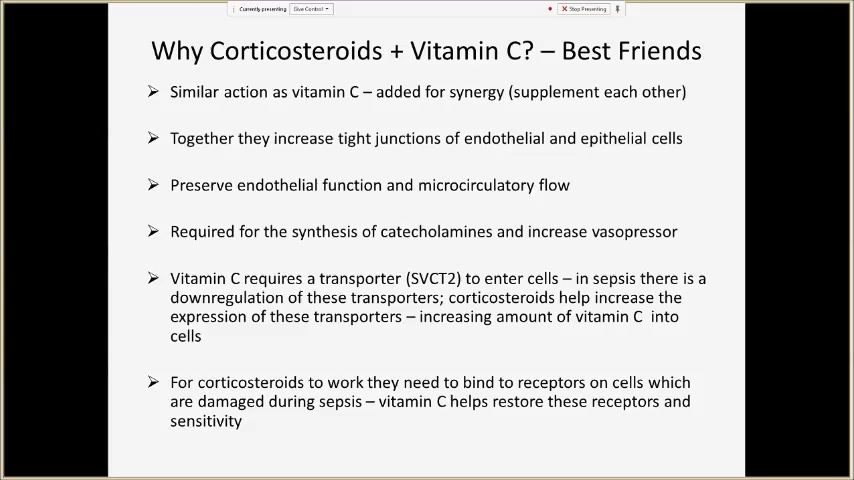 Currently presenting Give Control Stop Presenting
Why Corticosteroids + Vitamin C? – Best Friends
Similar action as vitamin C – added for synergy (supplement each other)
Together they increase tight junctions of endothelial and epithelial cells
Preserve endothelial function and microcirculatory flow
Required for the synthesis of catecholamines and increase vasopressor
Vitamin C requires a transporter (SVCT2) to enter cells – in sepsis there is a
downregulation of these transporters; corticosteroids help increase the
expression of these transporters – increasing amount of vitamin C into
cells
For corticosteroids to work they need to bind to receptors on cells which
are damaged during sepsis – vitamin C helps restore these receptors and
sensitivity